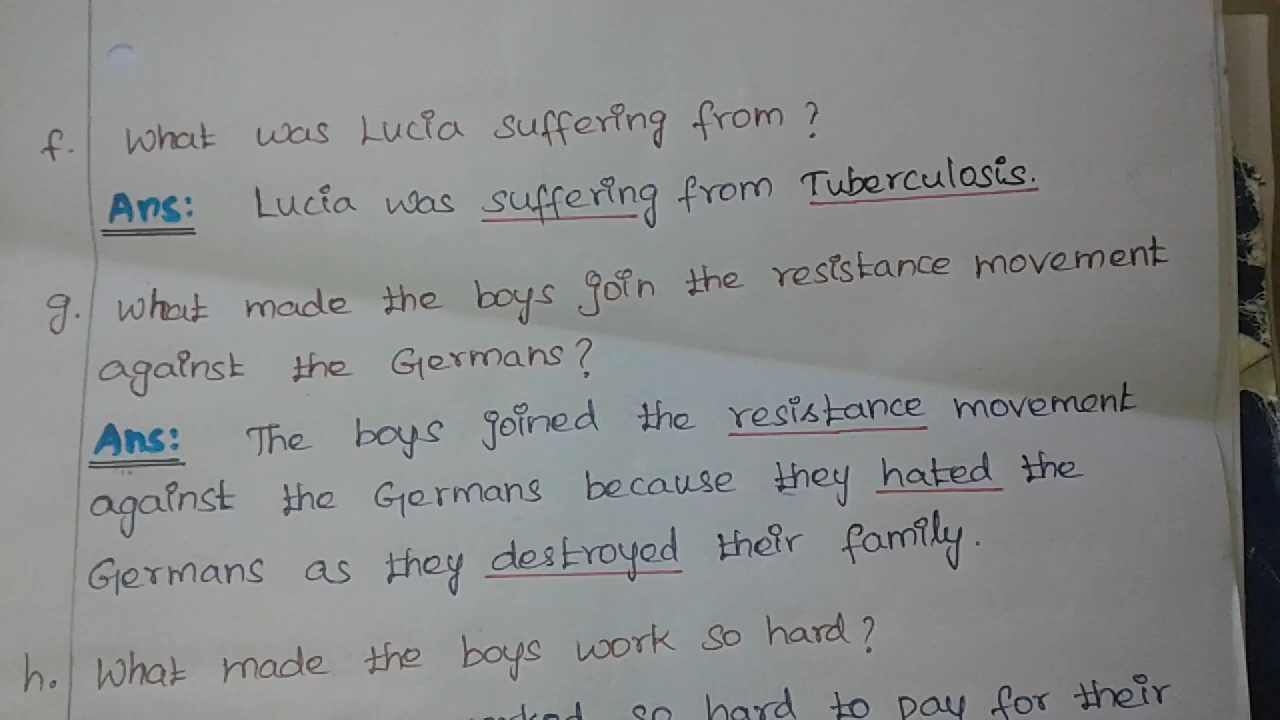 f. What was Lucia suffering from?
Ans: Lucia was suffering from Tuberculosis.
g. What made the boys join the resistance movement
against the Germans?
Ans: The boys joined the resistance movement
against the Germans because they hated the
Germans as they destroyed their family.
h. What made the boys work so hard?
so hard to pay for their